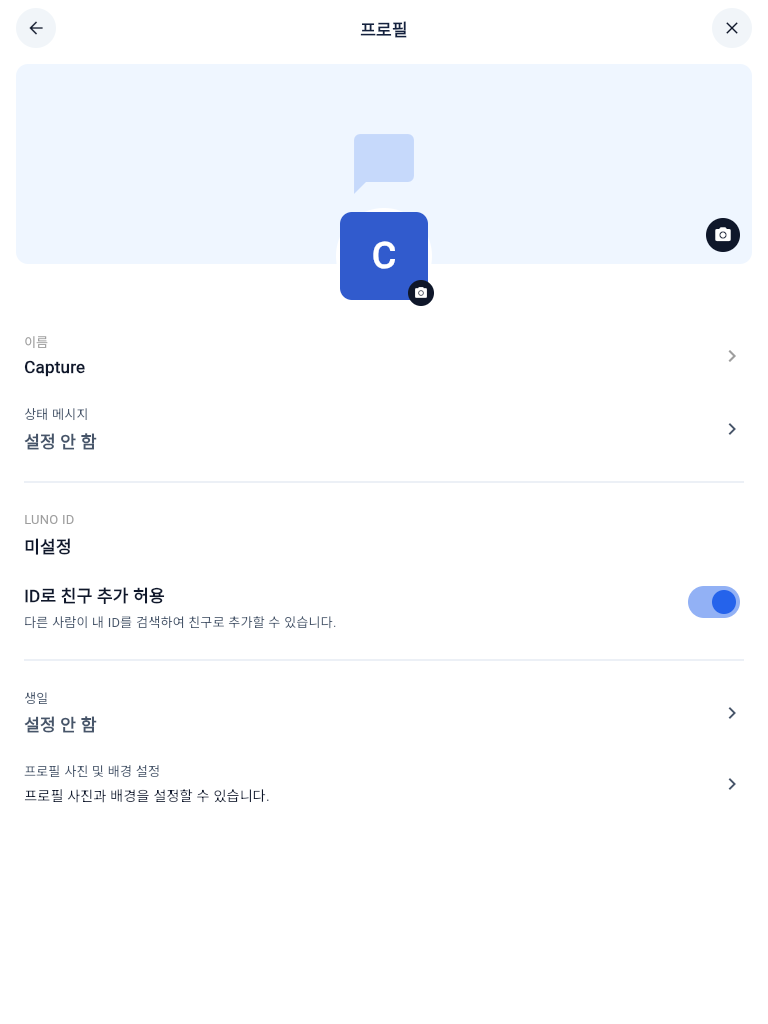 프로필
C
이름
Capture
상태 메시지
설정 안 함
LUNO ID
미설정
ID로 친구 추가 허용
다른 사람이 내 ID를 검색하여 친구로 추가할 수 있습니다.
생일
설정 안 함
프로필 사진 및 배경 설정
프로필 사진과 배경을 설정할 수 있습니다.